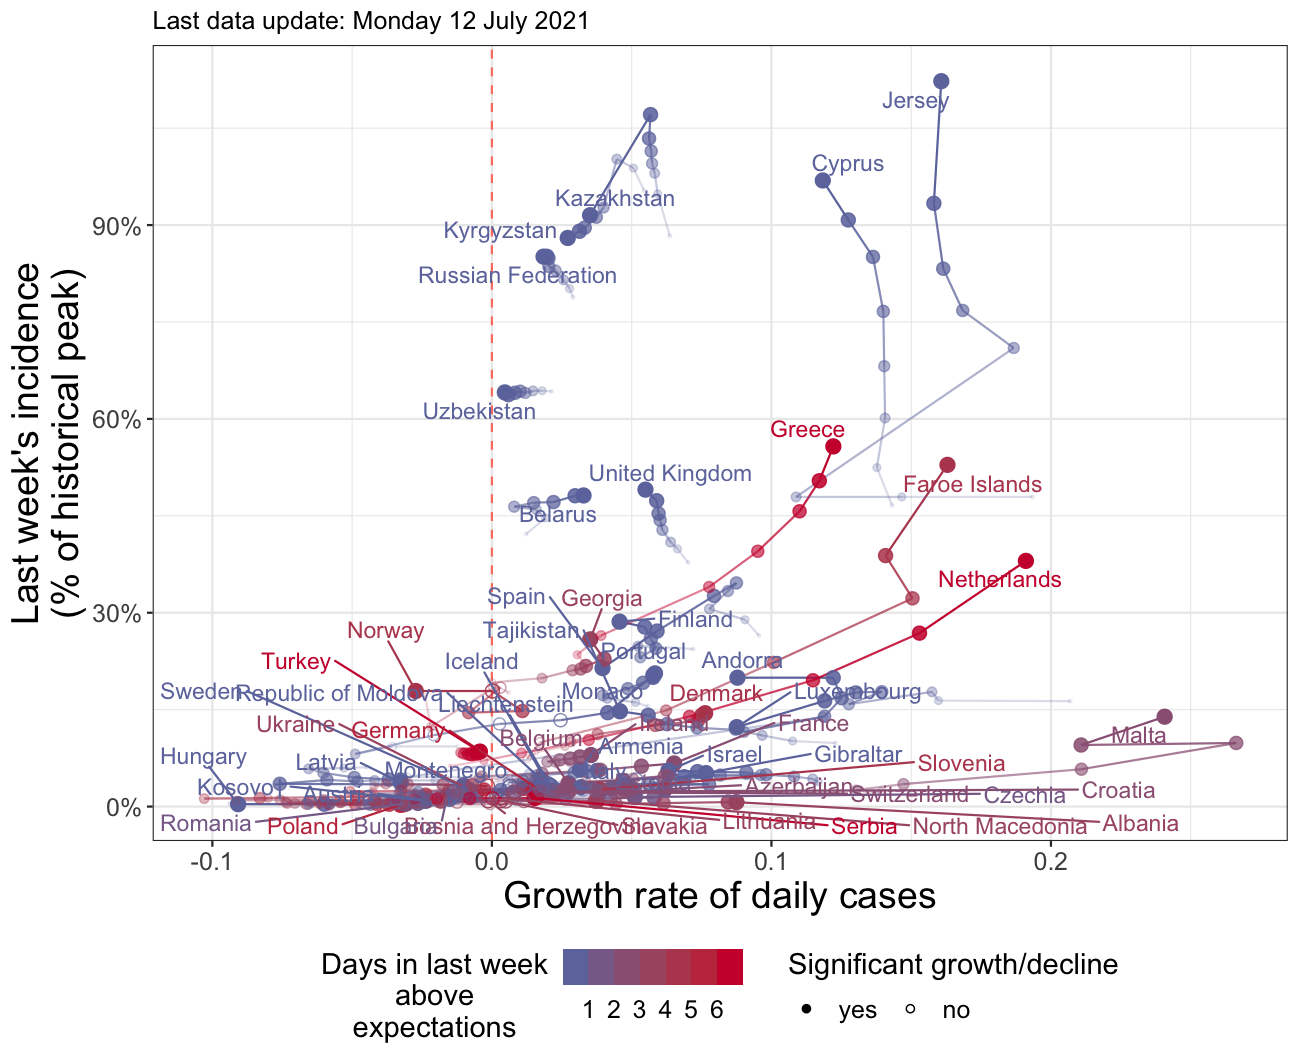 Last data update: Monday 12 July 2021
Last week's incidence
(% of historical peak)
90%
60%
30%
0%
Jersey
Cyprus
Kazakhstan
Kyrgyzstan
Russian Federation
Uzbekistan
Greece
United Kingdom
Faroe Islands
Belarus
Netherlands
Spain
Georgia
Finland
Norway
Tajikistan
Portugal
Turkey
Iceland
Andorra
Sweden
Republic of Moldova
Liechtenstein
Monaco
Denmark
Luxembourg
Ukraine
Germany
Belgium
Ireland
France
Malta
Hungary
Latvia
Armenia
Israel
Gibraltar
Slovenia
Montenegro
Kosovo
Austria
Azerbaijan
Switzerland
Czechia
Croatia
Romania
Poland
Bulgaria
Bosnia and Herzegovina
Slovakia
Lithuania
Serbia
North Macedonia
Albania
-0.1
0.0
0.1
0.2
Growth rate of daily cases
Days in last week
above
expectations
1 2 3 4 5 6
Significant growth/decline
yes
no